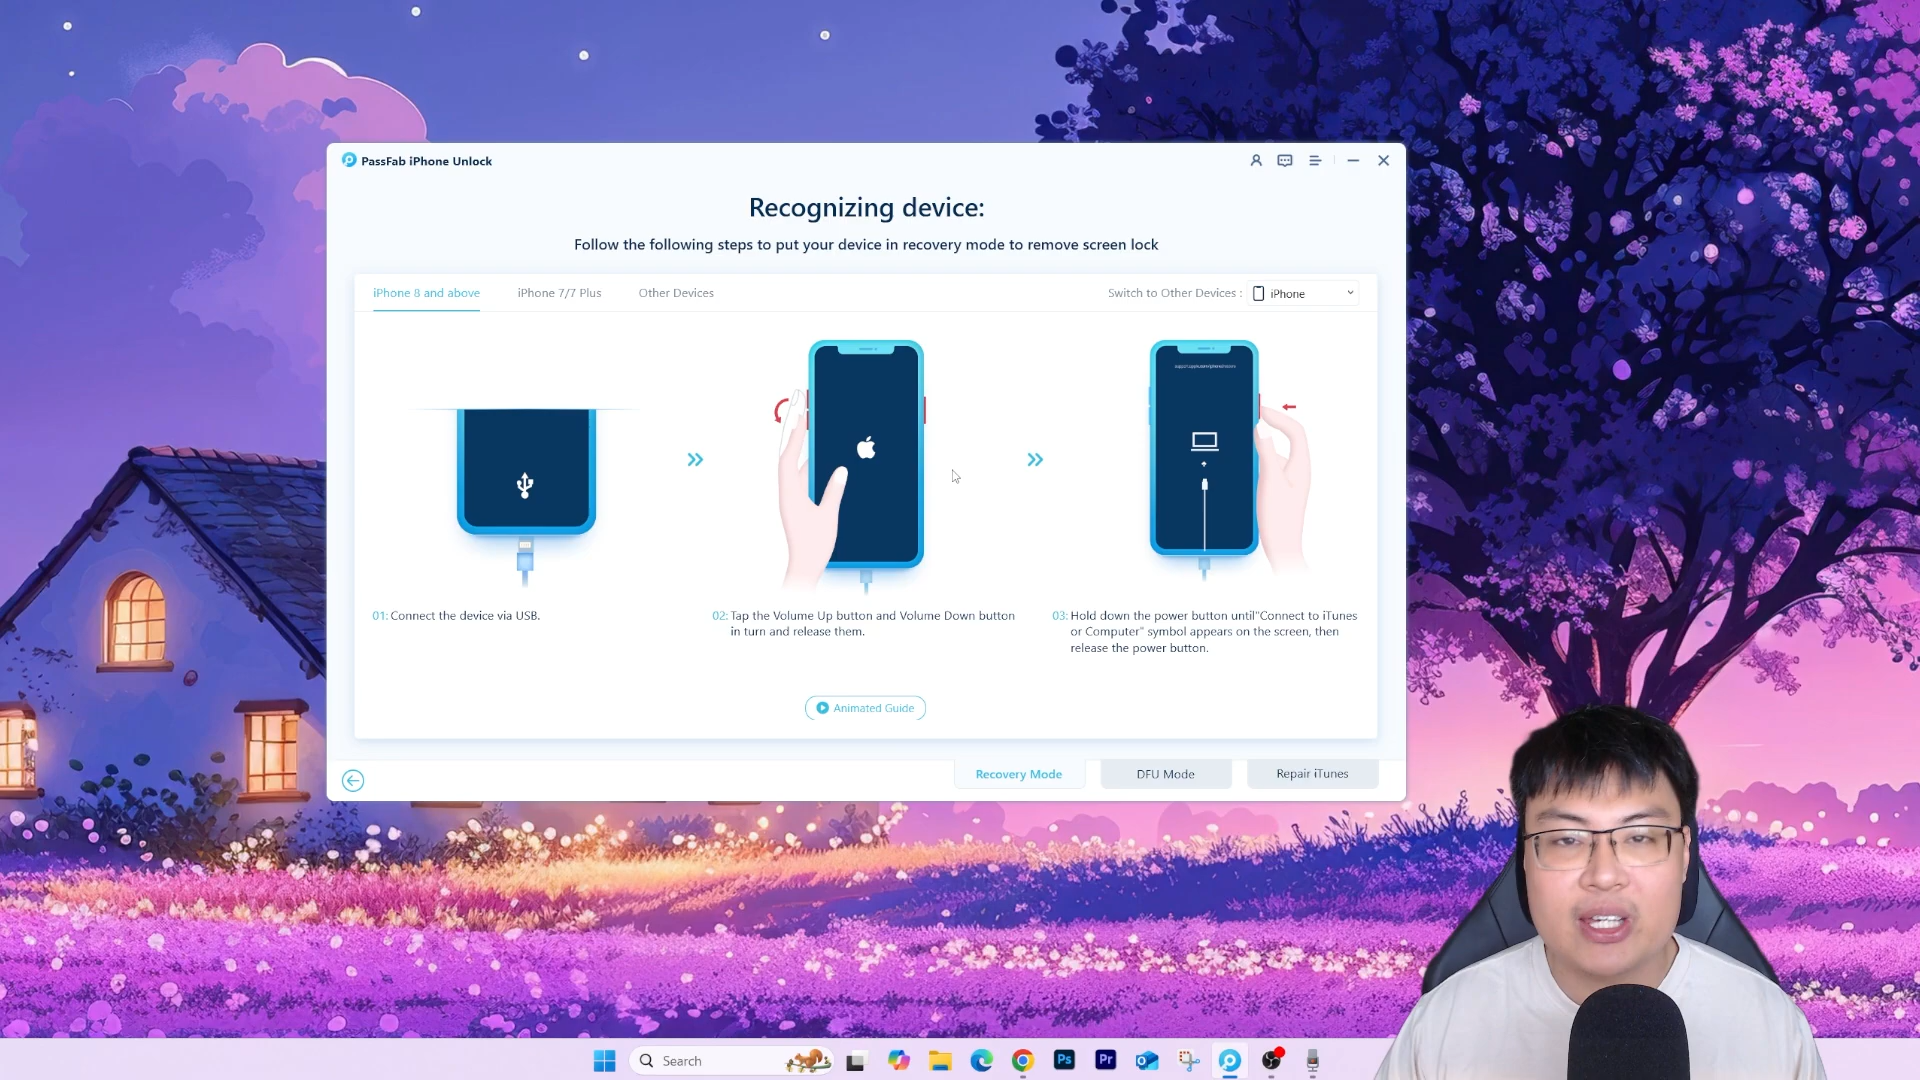 PassFab iPhone Unlock
Recognizing device:
Follow the following steps to put your device in recovery mode to remove screen lock
iPhone 8 and above
iPhone 7/7 Plus
Other Devices
Switch to Other Devices :
iPhone
01: Connect the device via USB.
02: Tap the Volume Up button and Volume Down button
in turn and release them.
03: Hold down the power button until"Connect to iTunes
or Computer" symbol appears on the screen, then
release the power button.
Animated Guide
Recovery Mode
DFU Mode
Repair iTunes
Search
Ps
Pr